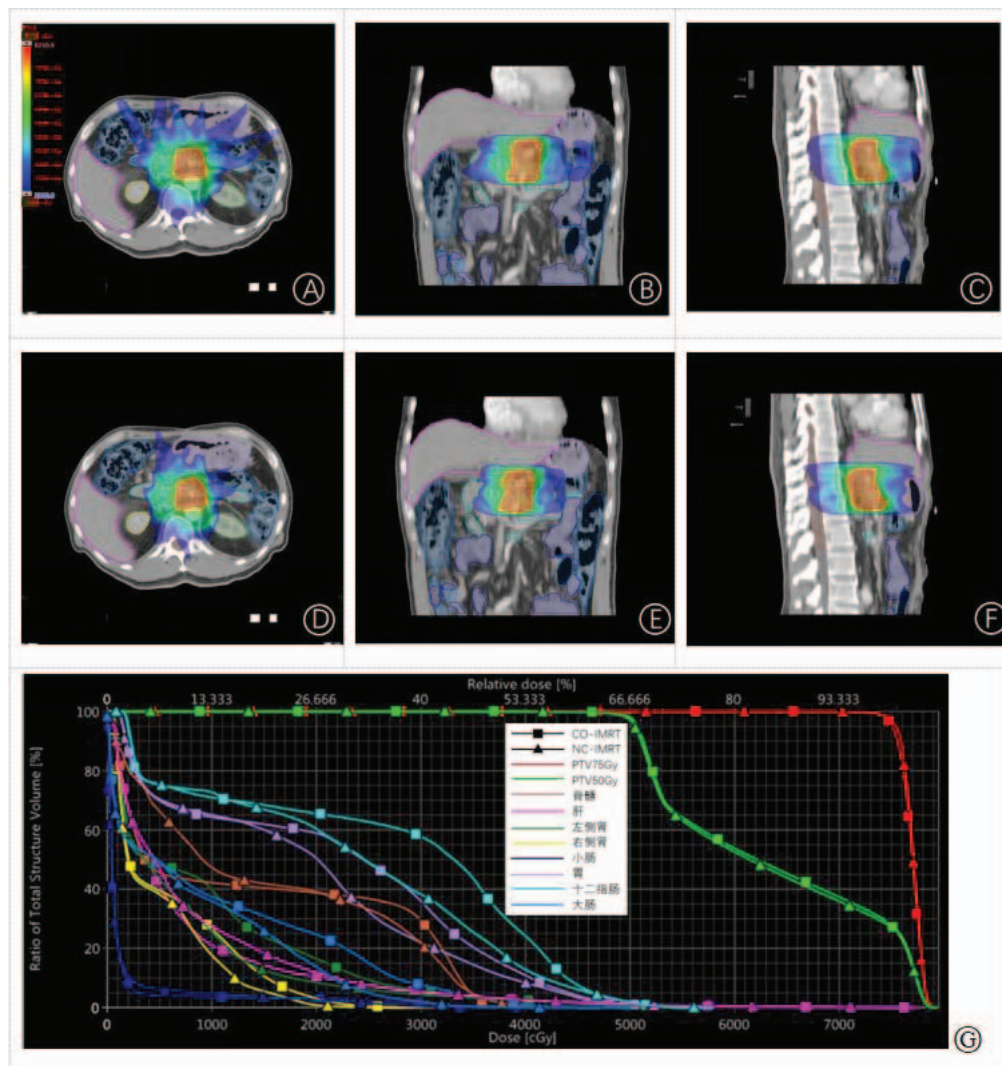 6250.0
A
B
C
D
E
F
Relative dose [%]
0 13.333 26.666 40 53.333 66.666 80 93.333
Ratio of Total Structure Volume [%]
100
80
60
40
20
0
CO-IMRT
NC-IMRT
PTV75Gy
PTV50Gy
脊髓
肝
左侧肾
右侧肾
小肠
胃
十二指肠
大肠
0 1000 2000 3000 4000 5000 6000 7000
Dose [cGy]
G